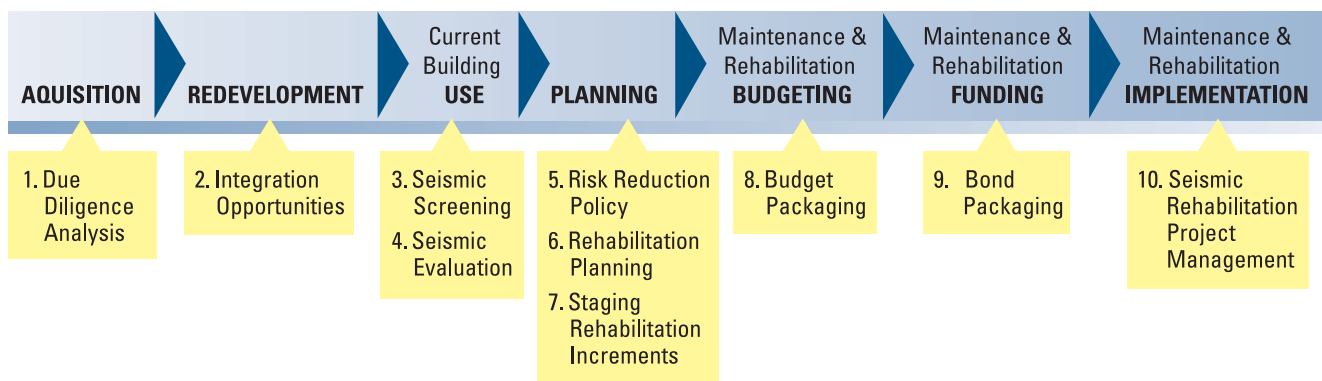 AQUISITION
REDEVELOPMENT
Current
Building
USE
PLANNING
Maintenance &
Rehabilitation
BUDGETING
Maintenance &
Rehabilitation
FUNDING
Maintenance &
Rehabilitation
IMPLEMENTATION
1. Due
Diligence
Analysis
2. Integration
Opportunities
3. Seismic
Screening
4. Seismic
Evaluation
5. Risk Reduction
Policy
6. Rehabilitation
Planning
7. Staging
Rehabilitation
Increments
8. Budget
Packaging
9. Bond
Packaging
10. Seismic
Rehabilitation
Project
Management